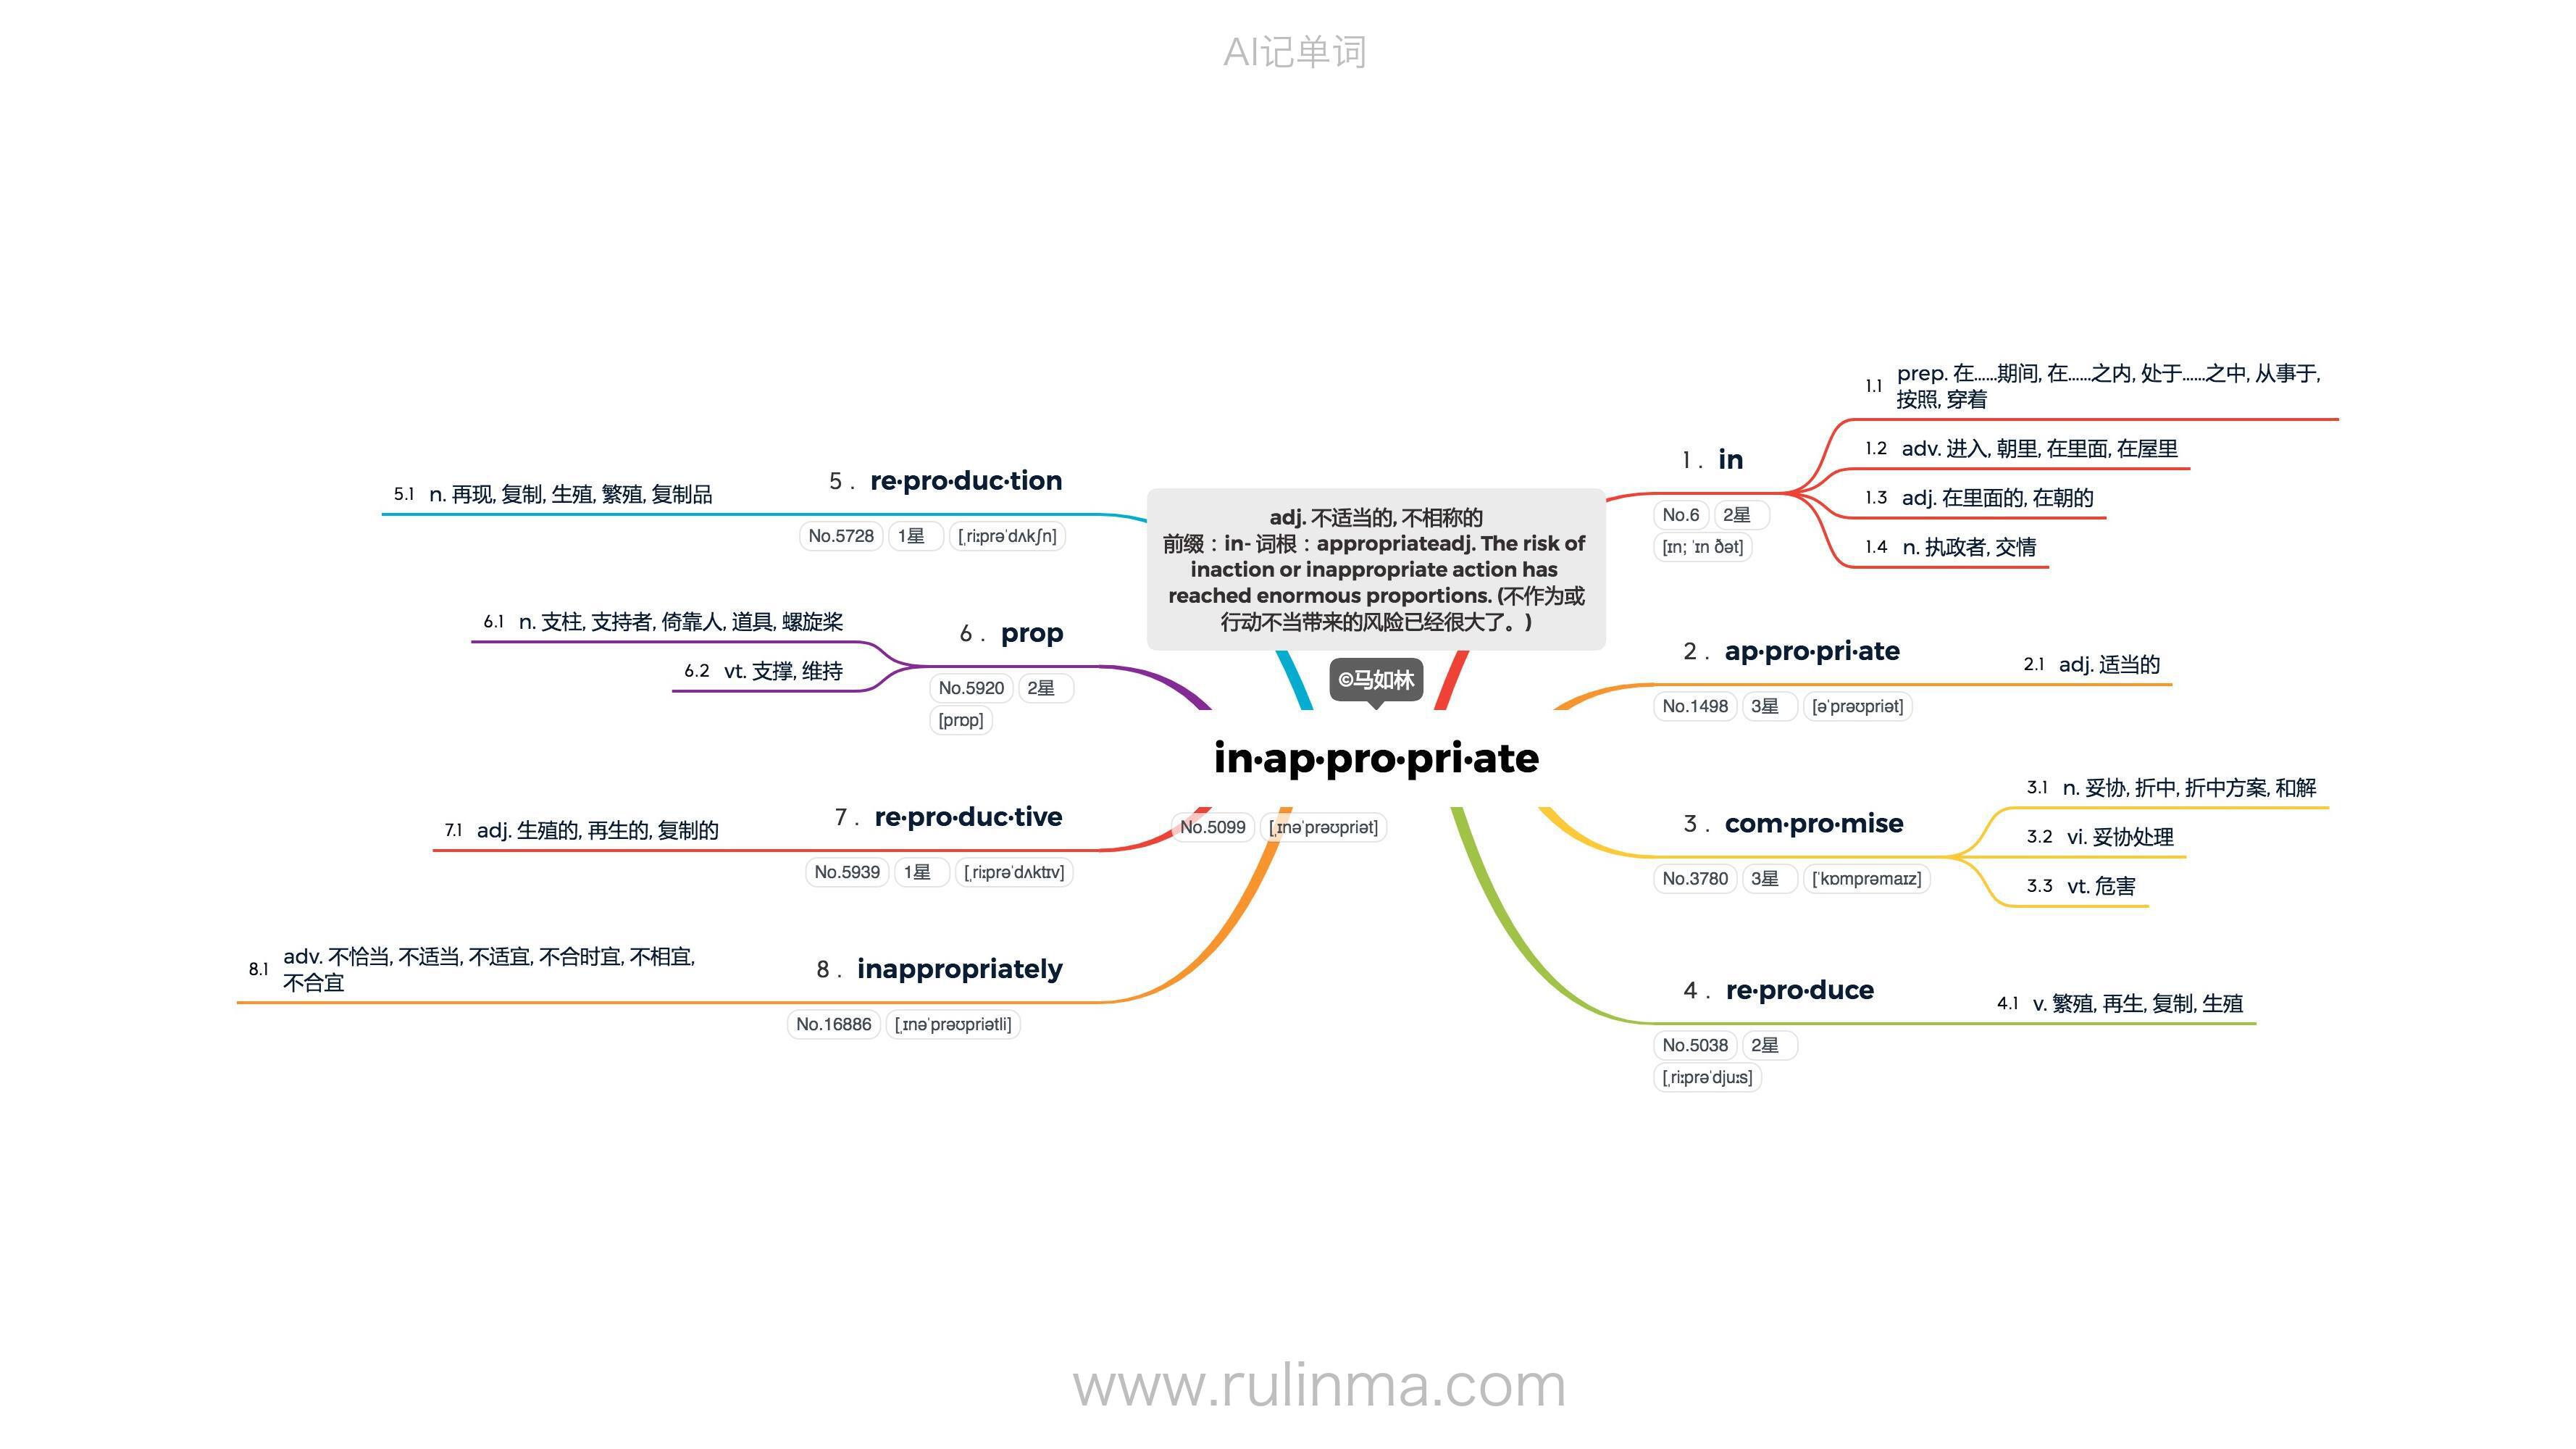 AI记单词
adj. 不适当的, 不相称的
前缀：in- 词根：appropriateadj. The risk of
inaction or inappropriate action has
reached enormous proportions. (不作为或
行动不当带来的风险已经很大了。)
©马如林
in·ap·pro·pri·ate
No.5099 [ˌɪnəˈprəʊpriət]
1 . in
No.6 2星
[ɪn; ˈɪn ðət]
1.1 prep. 在……期间, 在……之内, 处于……之中, 从事于,
按照, 穿着
1.2 adv. 进入, 朝里, 在里面, 在屋里
1.3 adj. 在里面的, 在朝的
1.4 n. 执政者, 交情
2 . ap·pro·pri·ate
No.1498 3星 [əˈprəʊpriət]
2.1 adj. 适当的
3 . com·pro·mise
No.3780 3星 [ˈkɒmprəmaɪz]
3.1 n. 妥协, 折中, 折中方案, 和解
3.2 vi. 妥协处理
3.3 vt. 危害
4 . re·pro·duce
No.5038 2星
[ˌriːprəˈdjuːs]
4.1 v. 繁殖, 再生, 复制, 生殖
5 . re·pro·duc·tion
No.5728 1星 [ˌriːprəˈdʌkʃn]
5.1 n. 再现, 复制, 生殖, 繁殖, 复制品
6 . prop
No.5920 2星
[prɒp]
6.1 n. 支柱, 支持者, 倚靠人, 道具, 螺旋桨
6.2 vt. 支撑, 维持
7 . re·pro·duc·tive
No.5939 1星 [ˌriːprəˈdʌktɪv]
7.1 adj. 生殖的, 再生的, 复制的
8 . inappropriately
No.16886 [ˌɪnəˈprəʊpriətli]
8.1 adv. 不恰当, 不适当, 不适宜, 不合时宜, 不相宜,
不合宜
www.rulinma.com